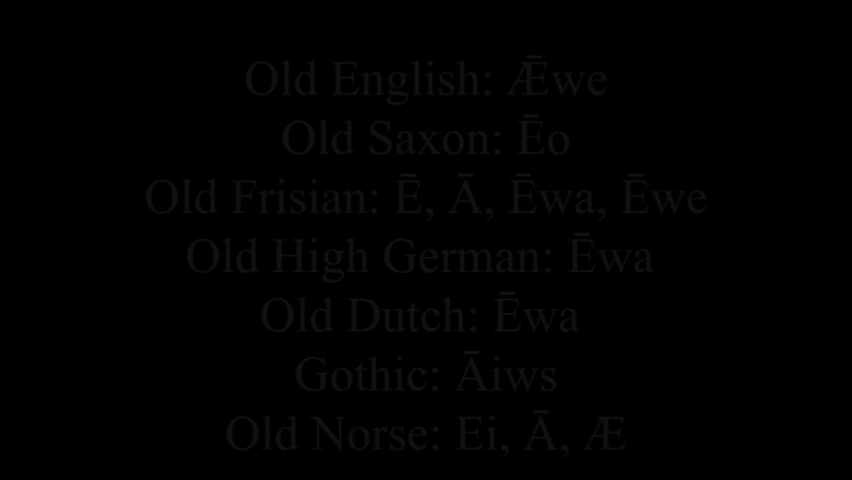 Old English: Ǣwe
Old Saxon: Ēo
Old Frisian: Ē, Ā, Ēwa, Ēwe
Old High German: Ēwa
Old Dutch: Ēwa
Gothic: Āiws
Old Norse: Ei, Ā, Æ